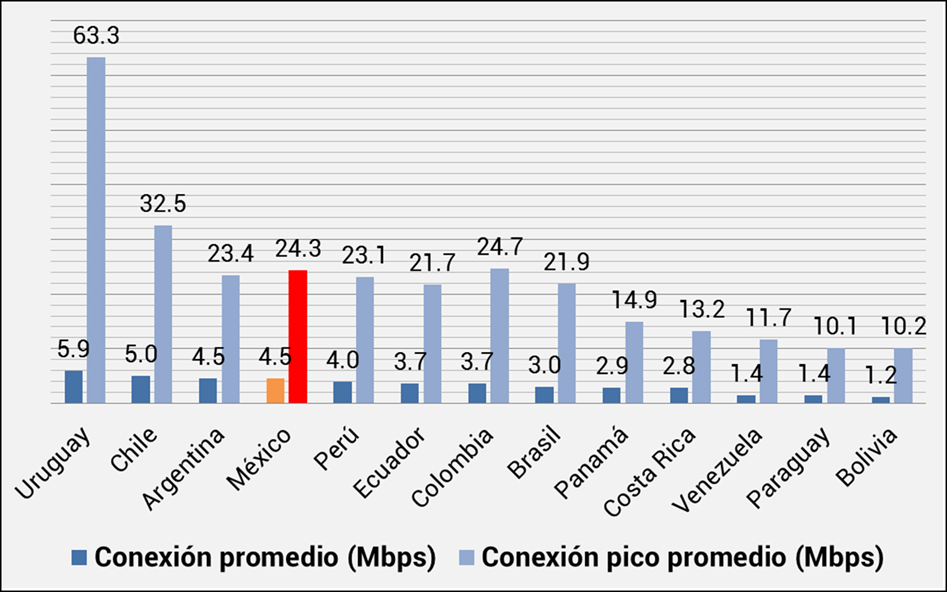 63.3
32.5
23.4
24.3
23.1
21.7
24.7
21.9
14.9
13.2
11.7
10.1
10.2
5.9
5.0
4.5
4.5
4.0
3.7
3.7
3.0
2.9
2.8
1.4
1.4
1.2
Uruguay
Chile
Argentina
México
Perú
Ecuador
Colombia
Brasil
Panamá
Costa Rica
Venezuela
Paraguay
Bolivia
Conexión promedio (Mbps)
Conexión pico promedio (Mbps)